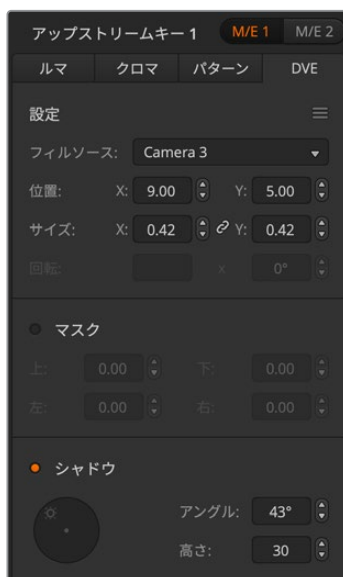 アップストリームキー 1 M/E 1 M/E 2
ルマ クロマ パターン DVE
設定
フィルソース: Camera 3
位置: X: 9.00 Y: 5.00
サイズ: X: 0.42 Y: 0.42
回転: x 0°
マスク
上: 0.00 下: 0.00
左: 0.00 右: 0.00
シャドウ
アングル: 43°
高さ: 30